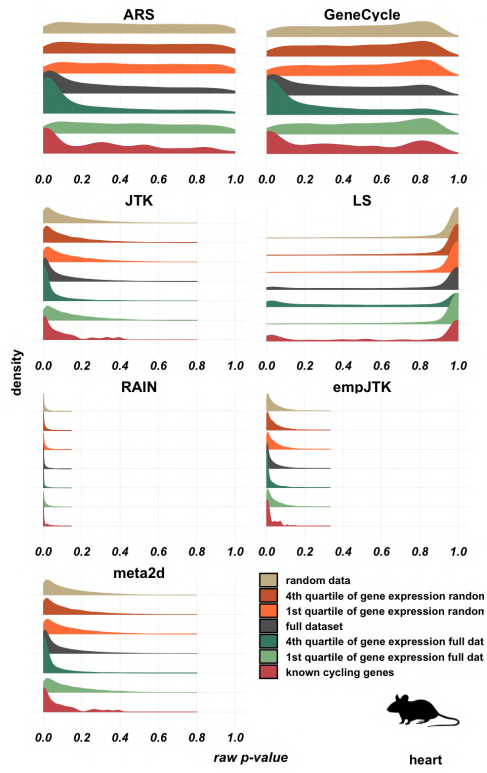 ARS GeneCycle
0.0 0.2 0.4 0.6 0.8 1.0 0.0 0.2 0.4 0.6 0.8 1.0
JTK LS
0.0 0.2 0.4 0.6 0.8 1.0 0.0 0.2 0.4 0.6 0.8 1.0
density
RAIN empJTK
0.0 0.2 0.4 0.6 0.8 1.0 0.0 0.2 0.4 0.6 0.8 1.0
meta2d
0.0 0.2 0.4 0.6 0.8 1.0
raw p-value
random data
4th quartile of gene expression random
1st quartile of gene expression random
full dataset
4th quartile of gene expression full dat
1st quartile of gene expression full dat
known cycling genes
heart